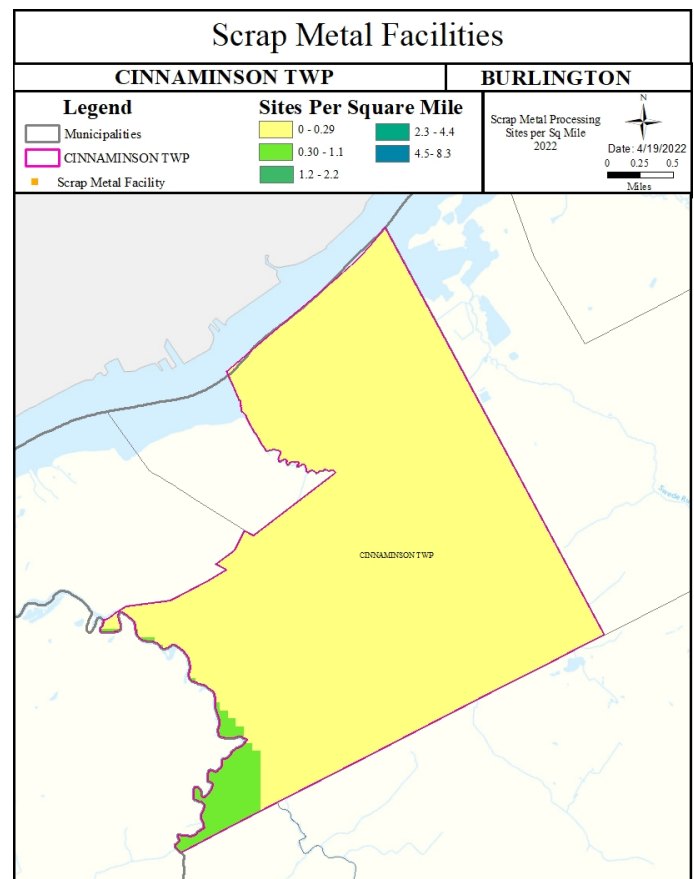 Scrap Metal Facilities
CINNAMINSON TWP
BURLINGTON
Legend
Municipalities
CINNAMINSON TWP
Scrap Metal Facility
Sites Per Square Mile
0 - 0.29
0.30 - 1.1
1.2 - 2.2
2.3 - 4.4
4.5- 8.3
Scrap Metal Processing
Sites per Sq Mile
2022
N
Date: 4/19/2022
0 0.25 0.5
Miles
CINNAMINSON TWP